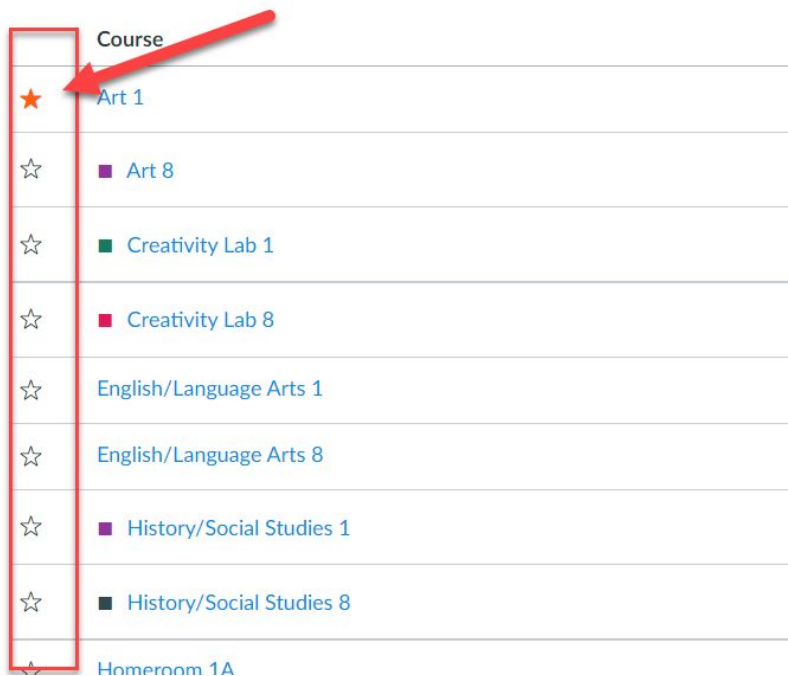 Course
Art 1
Art 8
Creativity Lab 1
Creativity Lab 8
English/Language Arts 1
English/Language Arts 8
History/Social Studies 1
History/Social Studies 8
Homeroom 1A